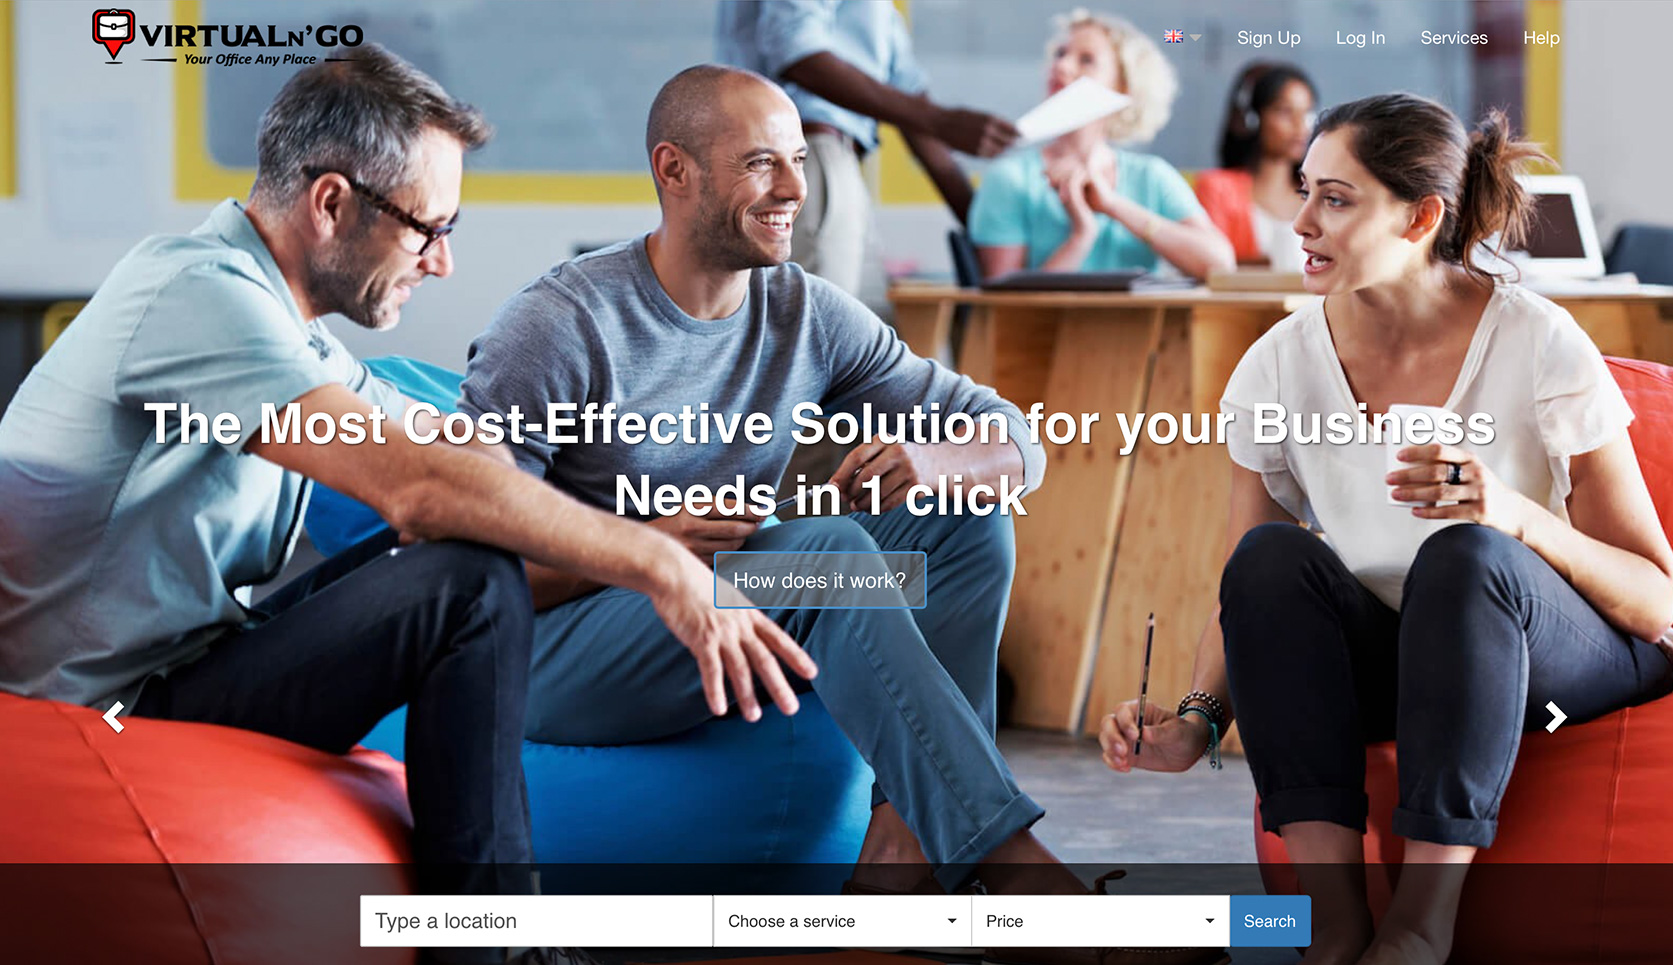 VIRTUALN'GO
Your Office Any Place
Sign Up
Log In
Services
Help
The Most Cost-Effective Solution for your Business
Needs in 1 click
How does it work?
Type a location
Choose a service
Price
Search